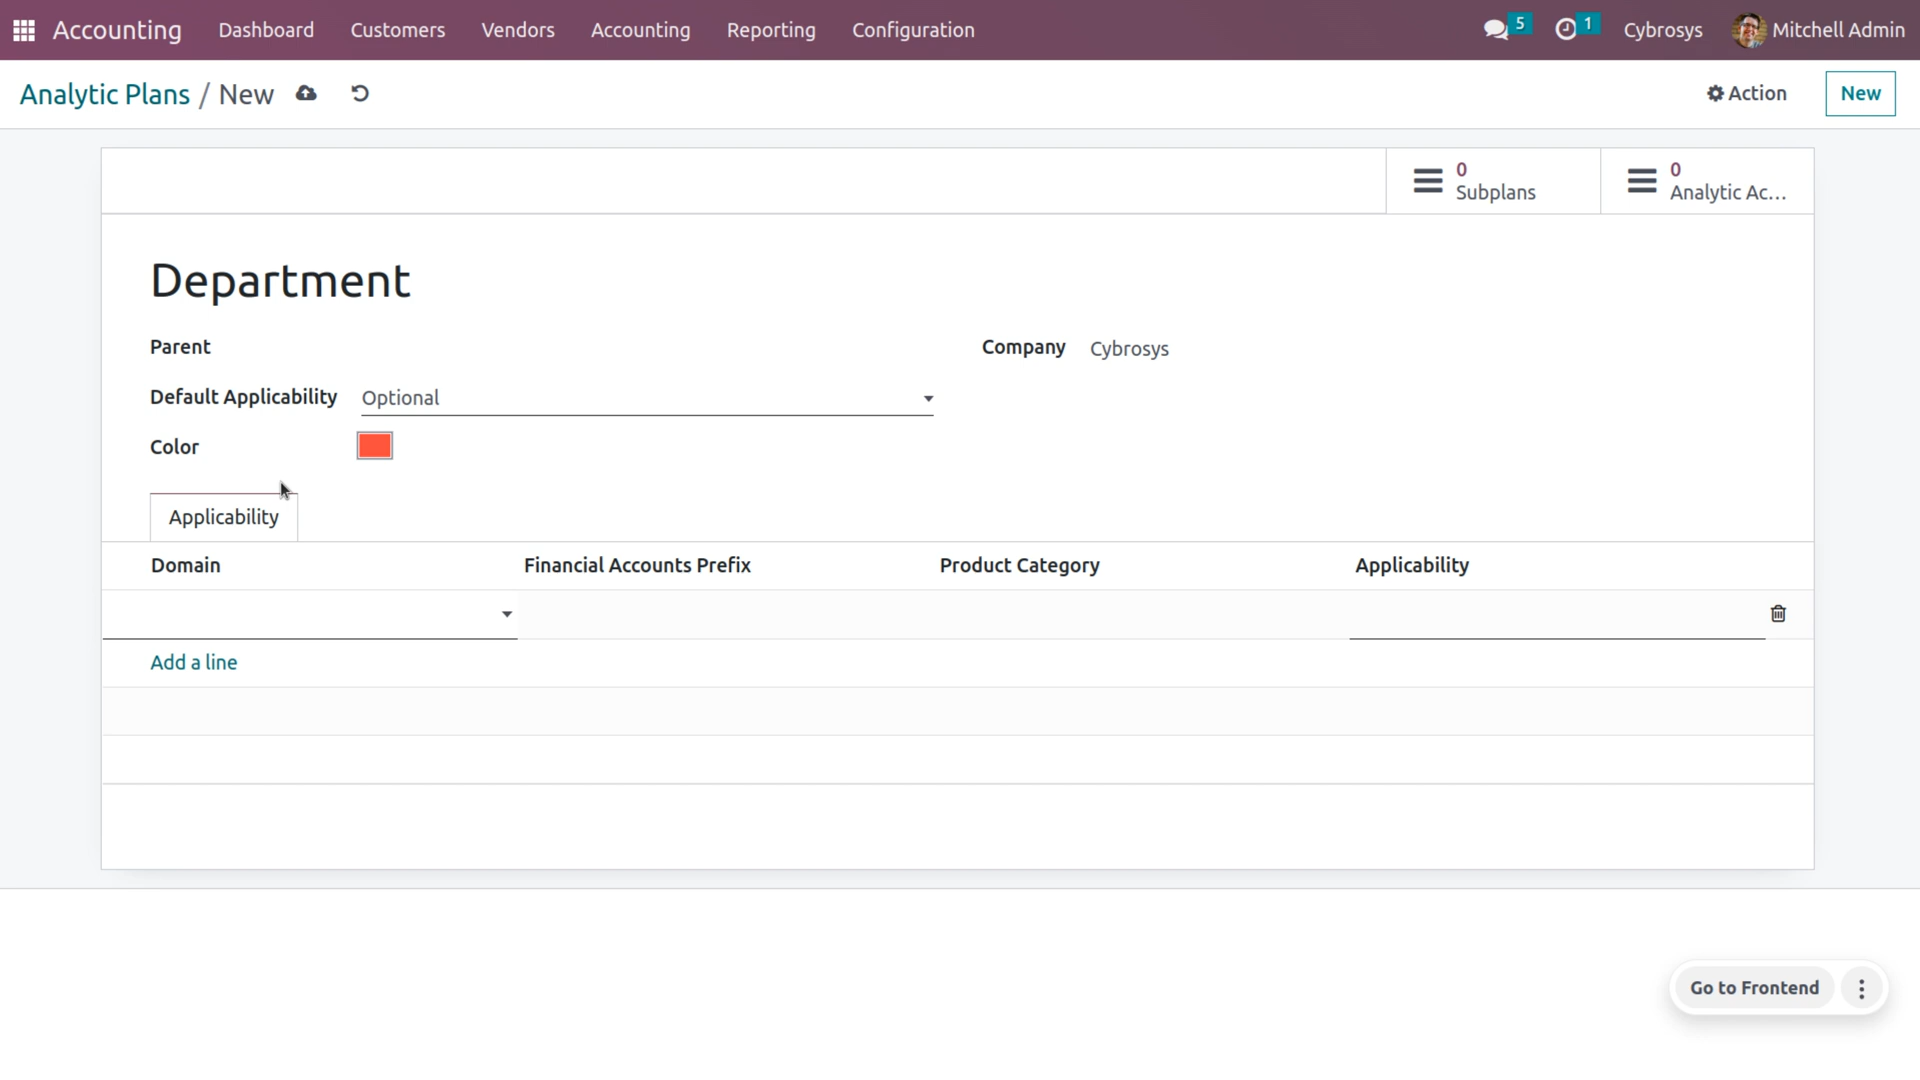 Accounting Dashboard Customers Vendors Accounting Reporting Configuration 5 1 Cybrosys Mitchell Admin
Analytic Plans / New Action New
0 Subplans
0 Analytic Ac...
Department
Parent
Company Cybrosys
Default Applicability Optional
Color
Applicability
Domain Financial Accounts Prefix Product Category Applicability
Add a line
Go to Frontend